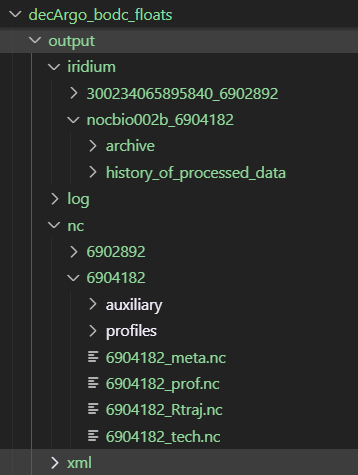 decArgo_bodc_floats
output
iridium
300234065895840_6902892
nocbio002b_6904182
archive
history_of_processed_data
log
nc
6902892
6904182
auxiliary
profiles
6904182_meta.nc
6904182_prof.nc
6904182_Rtraj.nc
6904182_tech.nc
xml